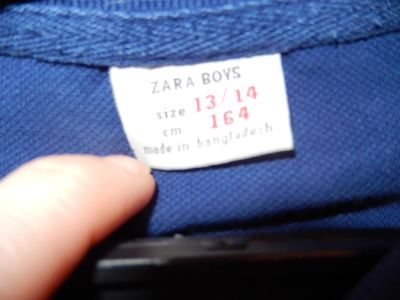 ZARA BOYS
size 13/14
cm 164
made in bangladesh